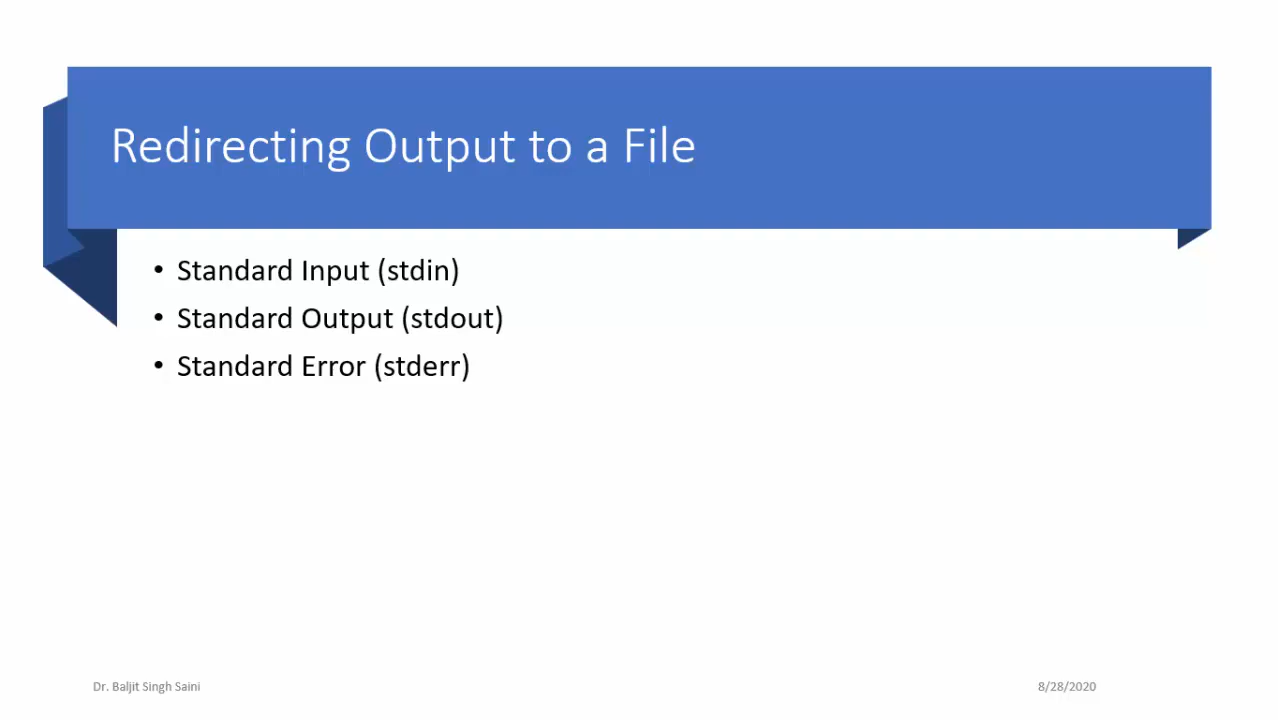 Redirecting Output to a File
• Standard Input (stdin)
• Standard Output (stdout)
• Standard Error (stderr)
Dr. Baljit Singh Saini
8/28/2020